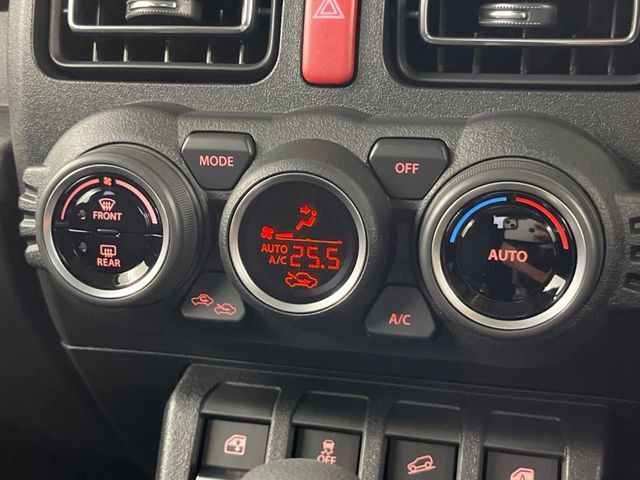 MODE
OFF
FRONT
REAR
AUTO
A/C
25.5
AUTO
A/C
OFF